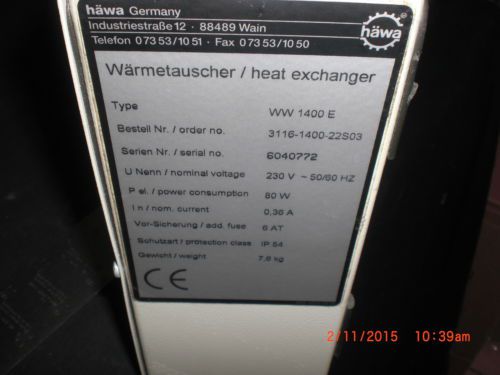 häwa Germany
Industriestraße 12 · 88489 Wain
Telefon 0 73 53/10 51 · Fax 0 73 53/10 50
häwa
Wärmetauscher / heat exchanger
Type WW 1400 E
Bestell Nr. / order no. 3116-1400-22S03
Serien Nr. / serial no. 6040772
U Nenn / nominal voltage 230 V ~ 50/60 HZ
P el. / power consumption 80 W
I n / nom. current 0,36 A
Vor-Sicherung / add. fuse 6 AT
Schutzart / protection class IP 54
Gewicht / weight 7,8 kg
CE
2/11/2015 10:39am